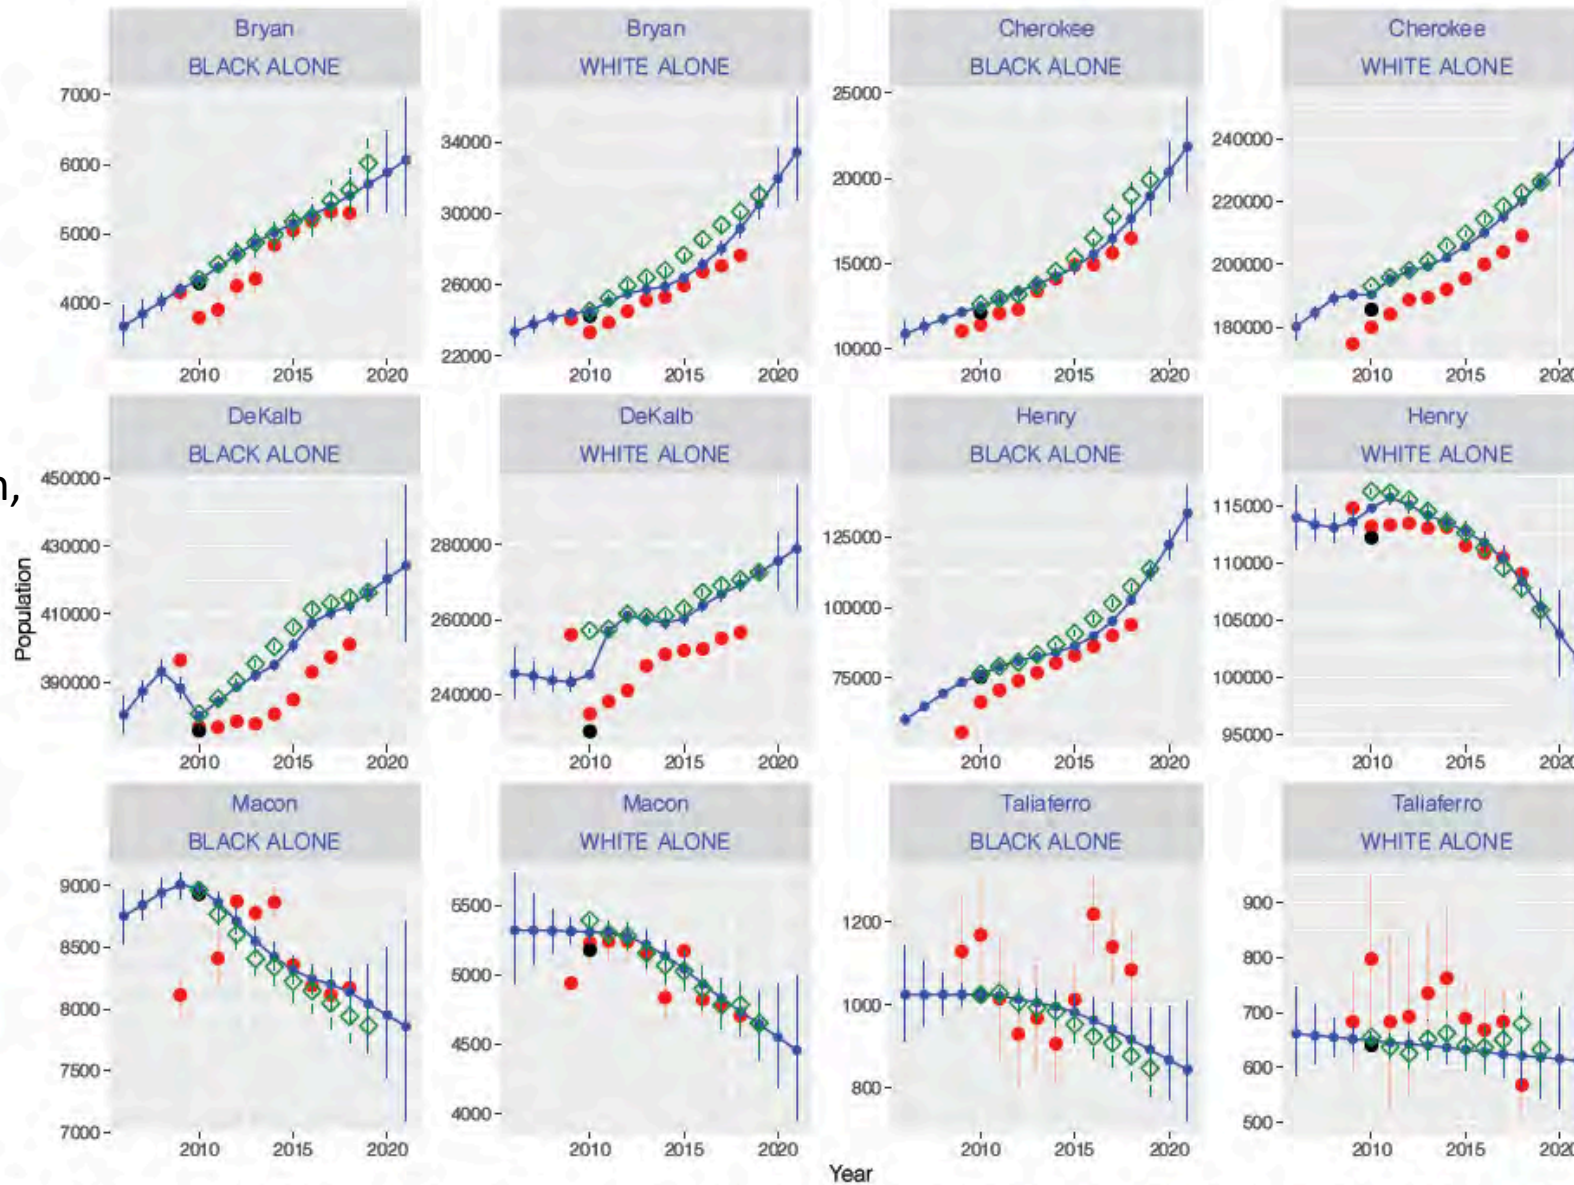 Bryan
BLACK ALONE
Bryan
WHITE ALONE
Cherokee
BLACK ALONE
Cherokee
WHITE ALONE
7000
6000
5000
4000
34000
30000
26000
22000
25000
20000
15000
10000
240000
220000
200000
180000
2010 2015 2020
2010 2015 2020
2010 2015 2020
2010 2015
DeKalb
BLACK ALONE
DeKalb
WHITE ALONE
Henry
BLACK ALONE
Henry
WHITE ALONE
Population
450000
430000
410000
390000
280000
260000
240000
125000
100000
75000
115000
110000
105000
100000
95000
2010 2015 2020
2010 2015 2020
2010 2015 2020
2010 2015
Macon
BLACK ALONE
Macon
WHITE ALONE
Taliaferro
BLACK ALONE
Taliaferro
WHITE ALONE
9000
8500
8000
7500
7000
5500
5000
4500
4000
1200
1000
800
900
800
700
600
500
2010 2015 2020
2010 2015 2020
2010 2015 2020
2010 2015
Year